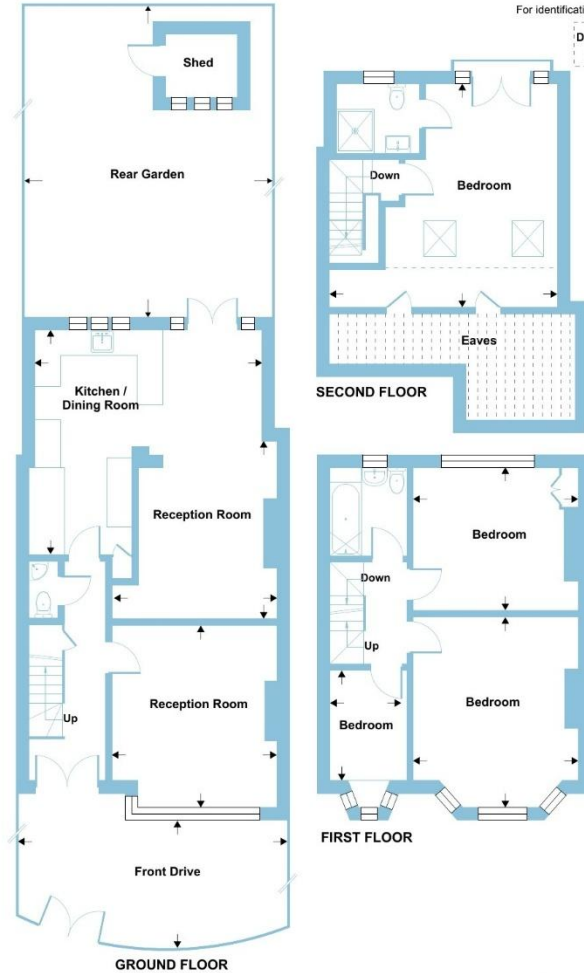 For identificati
D
Shed
Rear Garden
Kitchen /
Dining Room
Reception Room
Up
Reception Room
Front Drive
GROUND FLOOR
Down
Bedroom
Eaves
SECOND FLOOR
Bedroom
Down
Up
Bedroom
Bedroom
FIRST FLOOR